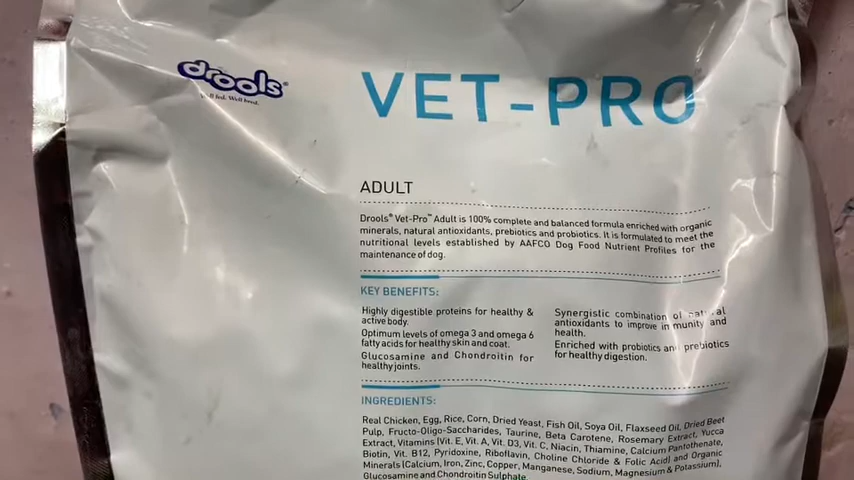 drools®
Well fed. Well bred.
VET-PRO
ADULT
Drools® Vet-Pro™ Adult is 100% complete and balanced formula enriched with organic
minerals, natural antioxidants, prebiotics and probiotics. It is formulated to meet the
nutritional levels established by AAFCO Dog Food Nutrient Profiles for the
maintenance of dog.
KEY BENEFITS:
Highly digestible proteins for healthy &
active body.
Optimum levels of omega 3 and omega 6
fatty acids for healthy skin and coat.
Glucosamine and Chondroitin for
healthy joints.
Synergistic combination of natural
antioxidants to improve immunity and
health.
Enriched with probiotics and prebiotics
for healthy digestion.
INGREDIENTS:
Real Chicken, Egg, Rice, Corn, Dried Yeast, Fish Oil, Soya Oil, Flaxseed Oil, Dried Beet
Pulp, Fructo-Oligo-Saccharides, Taurine, Beta Carotene, Rosemary Extract, Yucca
Extract, Vitamins (Vit. E, Vit. A, Vit. D3, Vit. C, Niacin, Thiamine, Calcium Pantothenate,
Biotin, Vit. B12, Pyridoxine, Riboflavin, Choline Chloride & Folic Acid) and Organic
Minerals (Calcium, Iron, Zinc, Copper, Manganese, Sodium, Magnesium & Potassium),
Glucosamine and Chondroitin Sulphate.